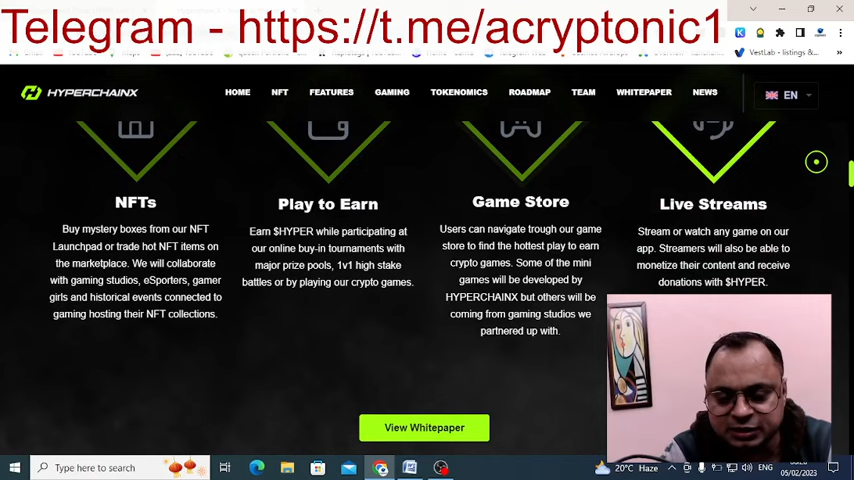 Telegram - https://t.me/acryptonic1
VestLab - listings &
HYPERCHAINX
HOME NFT FEATURES GAMING TOKENOMICS ROADMAP TEAM WHITEPAPER NEWS EN
NFTs
Buy mystery boxes from our NFT
Launchpad or trade hot NFT items on
the marketplace. We will collaborate
with gaming studios, eSporters, gamer
girls and historical events connected to
gaming hosting their NFT collections.
Play to Earn
Earn $HYPER while participating at
our online buy-in tournaments with
major prize pools, 1v1 high stake
battles or by playing our crypto games.
Game Store
Users can navigate trough our game
store to find the hottest play to earn
crypto games. Some of the mini
games will be developed by
HYPERCHAINX but others will be
coming from gaming studios we
partnered up with.
Live Streams
Stream or watch any game on our
app. Streamers will also be able to
monetize their content and receive
donations with $HYPER.
View Whitepaper
Type here to search
20°C Haze
ENG
05/02/2023